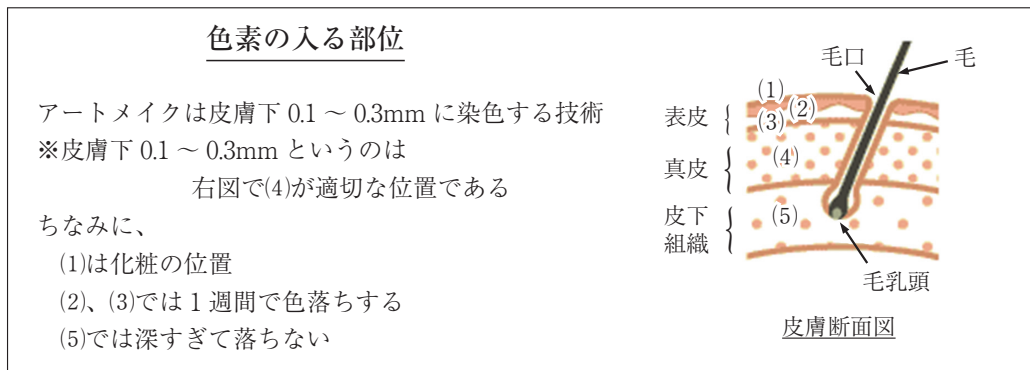 色素の入る部位
アートメイクは皮膚下 0.1 ～ 0.3mm に染色する技術
※皮膚下 0.1 ～ 0.3mm というのは
右図で⑷が適切な位置である
ちなみに、
⑴は化粧の位置
⑵、⑶では 1 週間で色落ちする
⑸では深すぎて落ちない
毛口
毛
表皮
⑴
⑵
⑶
真皮
⑷
皮下
組織
⑸
毛乳頭
皮膚断面図